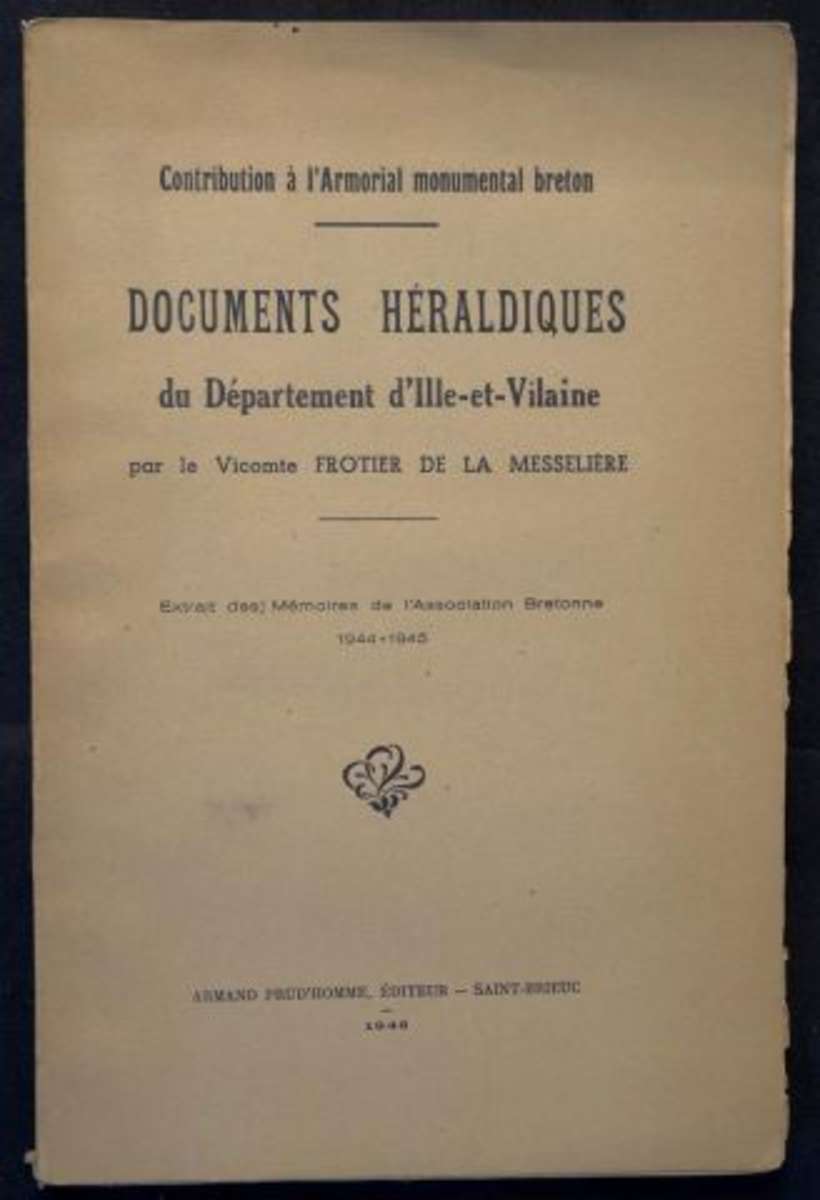 Contribution à l'Armorial monumental breton
DOCUMENTS HÉRALDIQUES
du Département d'Ille-et-Vilaine
par le Vicomte FROTIER DE LA MESSELIÈRE
Extrait des Mémoires de l'Association Bretonne
1944-1945
ARMAND PRUD'HOMME, ÉDITEUR — SAINT-BRIEUC